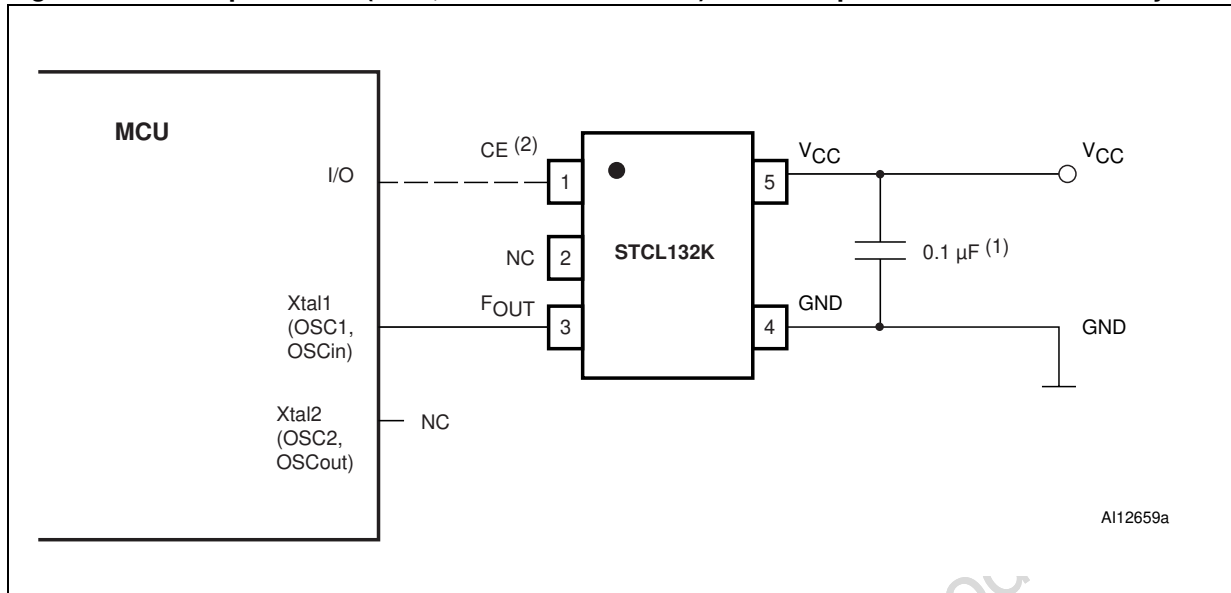 MCU
CE (2)
VCC
VCC
I/O
1
5
NC
2
STCL132K
0.1 µF (1)
Xtal1
(OSC1,
OSCin)
FOUT
3
GND
4
GND
Xtal2
(OSC2,
OSCout)
NC
AI12659a